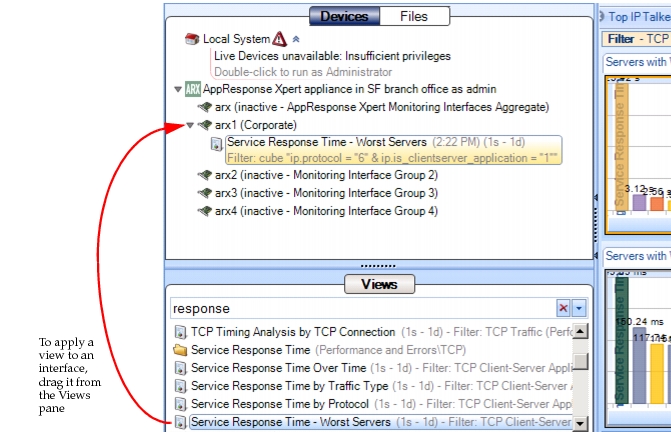 Devices Files
Local System
Live Devices unavailable: Insufficient privileges
Double-click to run as Administrator
ARX AppResponse Xpert appliance in SF branch office as admin
arx (inactive - AppResponse Xpert Monitoring Interfaces Aggregate)
arx1 (Corporate)
Service Response Time - Worst Servers (2:22 PM) (1s - 1d)
Filter: cube "ip.protocol = "6" & ip.is_clientserver_application = "1""
arx2 (inactive - Monitoring Interface Group 2)
arx3 (inactive - Monitoring Interface Group 3)
arx4 (inactive - Monitoring Interface Group 4)
Views
response
TCP Timing Analysis by TCP Connection (1s - 1d) - Filter: TCP Traffic (Perfo
Service Response Time (Performance and Errors\TCP)
Service Response Time Over Time (1s - 1d) - Filter: TCP Client-Server Appli
Service Response Time by Traffic Type (1s - 1d) - Filter: TCP Client-Server A
Service Response Time by Protocol (1s - 1d) - Filter: TCP Client-Server App
Service Response Time - Worst Servers (1s - 1d) - Filter: TCP Client-Server
To apply a
view to an
interface,
drag it from
the Views
pane
Top IP Talke
Filter - TCP
Servers with
Service Response Tim
3.12 s
Servers with
Service Response Tim
150.24 ms